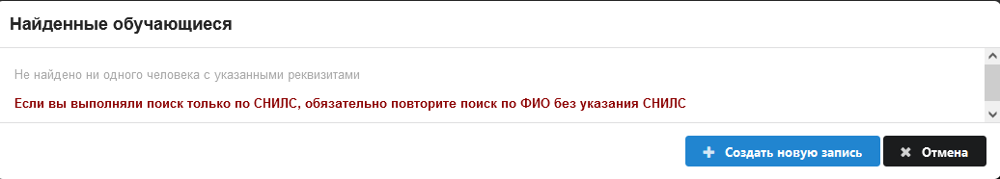 Найденные обучающиеся
Не найдено ни одного человека с указанными реквизитами
Если вы выполняли поиск только по СНИЛС, обязательно повторите поиск по ФИО без указания СНИЛС
Создать новую запись
Отмена